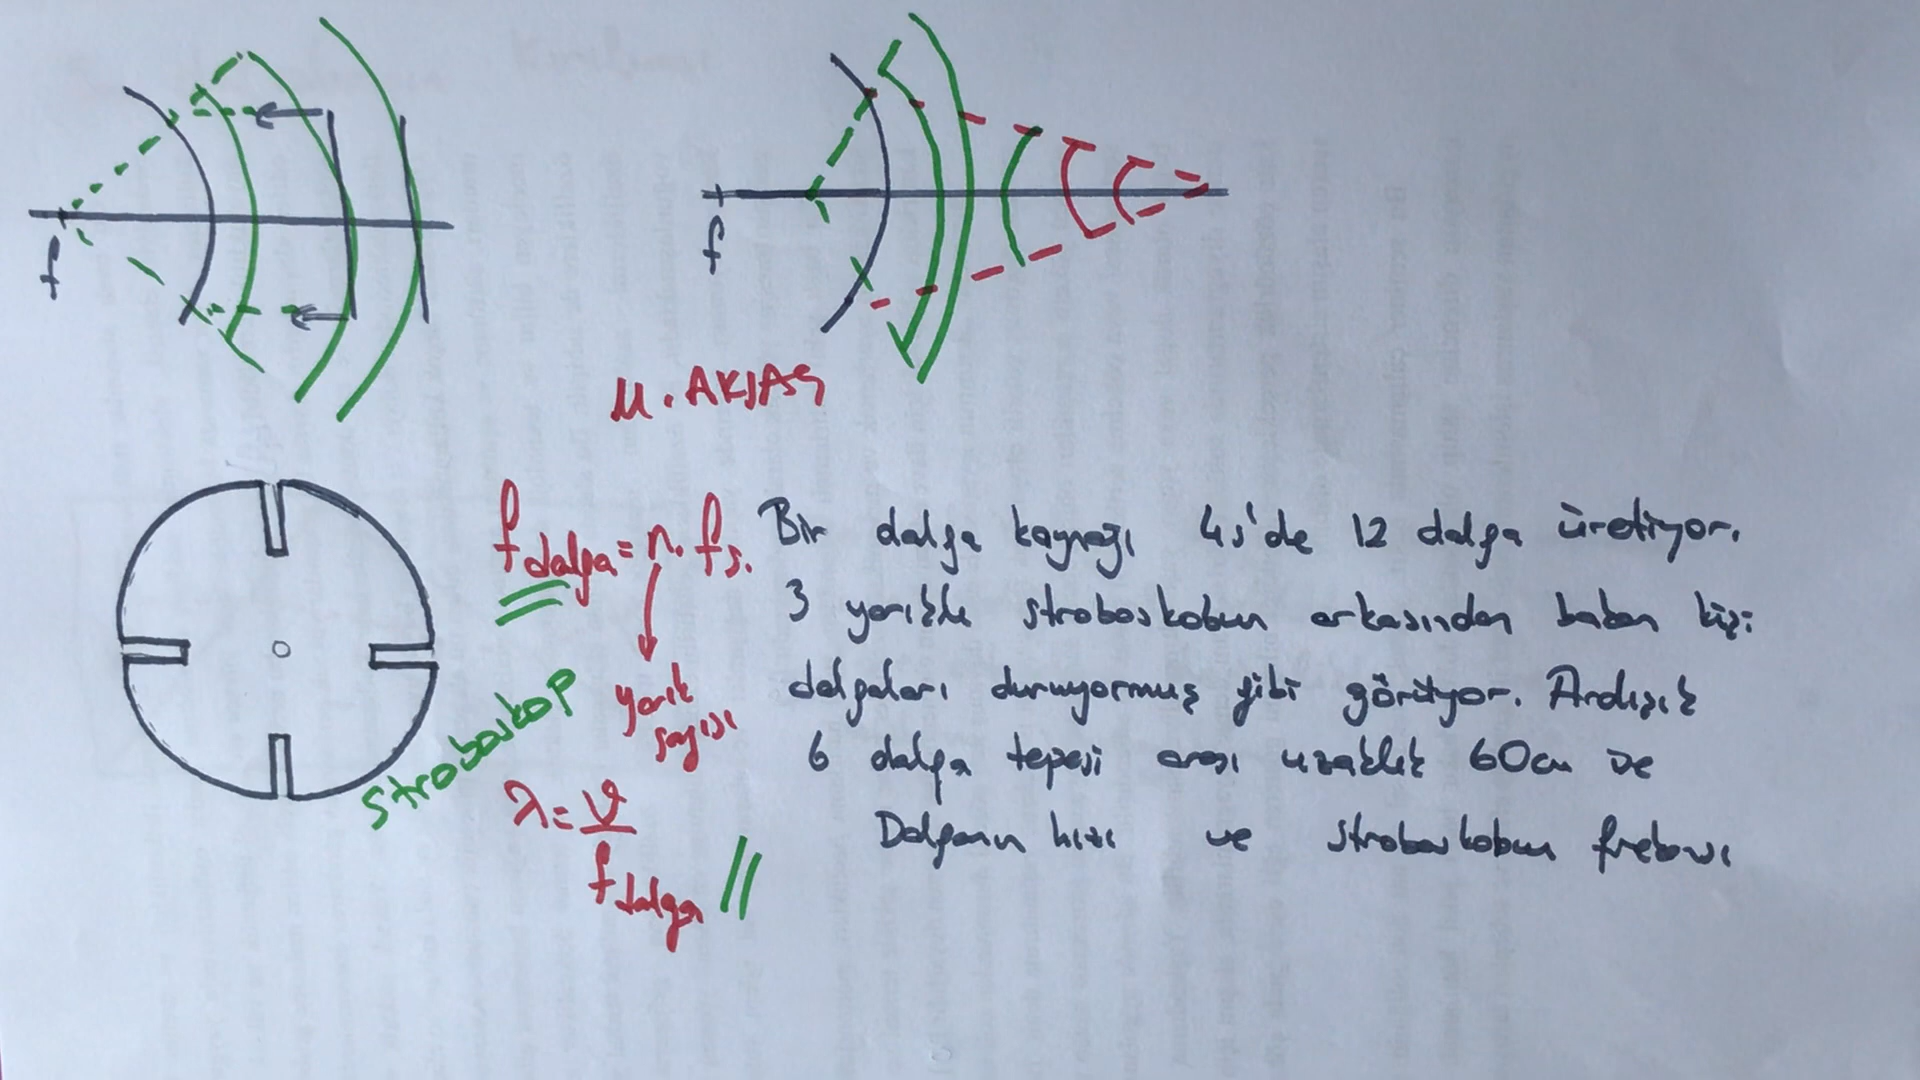 f
f
M. AKTAŞ
f dalga = n. fs.
yarık
sayısı
stroboskop
λ = ν / f dalga
Bir dalga kaynağı 4s'de 12 dalga üretiyor.
3 yarıklı stroboskobun arkasından bakan kişi
dalgaları duruyormuş gibi görüyor. Ardışık
6 dalga tepesi arası uzaklık 60cm ise
Dalganın hızı ve stroboskobun frekansı